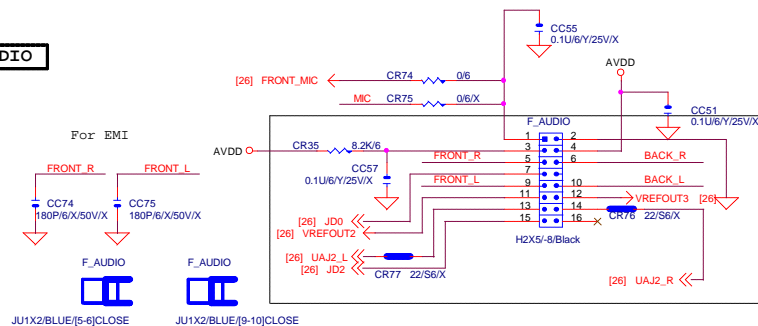 DIO
CC55
0.1U/6/Y/25V/X
[26] FRONT_MIC
CR74
0/6
MIC
CR75
0/6/X
AVDD
CC51
0.1U/6/Y/25V/X
For EMI
F_AUDIO
AVDD
CR35
8.2K/6
1
2
3
4
5
6
7
9
10
11
12
13
14
15
16
FRONT_R
BACK_R
CC57
0.1U/6/Y/25V/X
FRONT_L
BACK_L
VREFOUT3 [26]
CR76
22/S6/X
H2X5/-8/Black
[26] JD0
[26] VREFOUT2
[26] UAJ2_L
[26] JD2
CR77
22/S6/X
[26] UAJ2_R
FRONT_R
FRONT_L
CC74
180P/6/X/50V/X
CC75
180P/6/X/50V/X
F_AUDIO
F_AUDIO
JU1X2/BLUE/[5-6]CLOSE
JU1X2/BLUE/[9-10]CLOSE